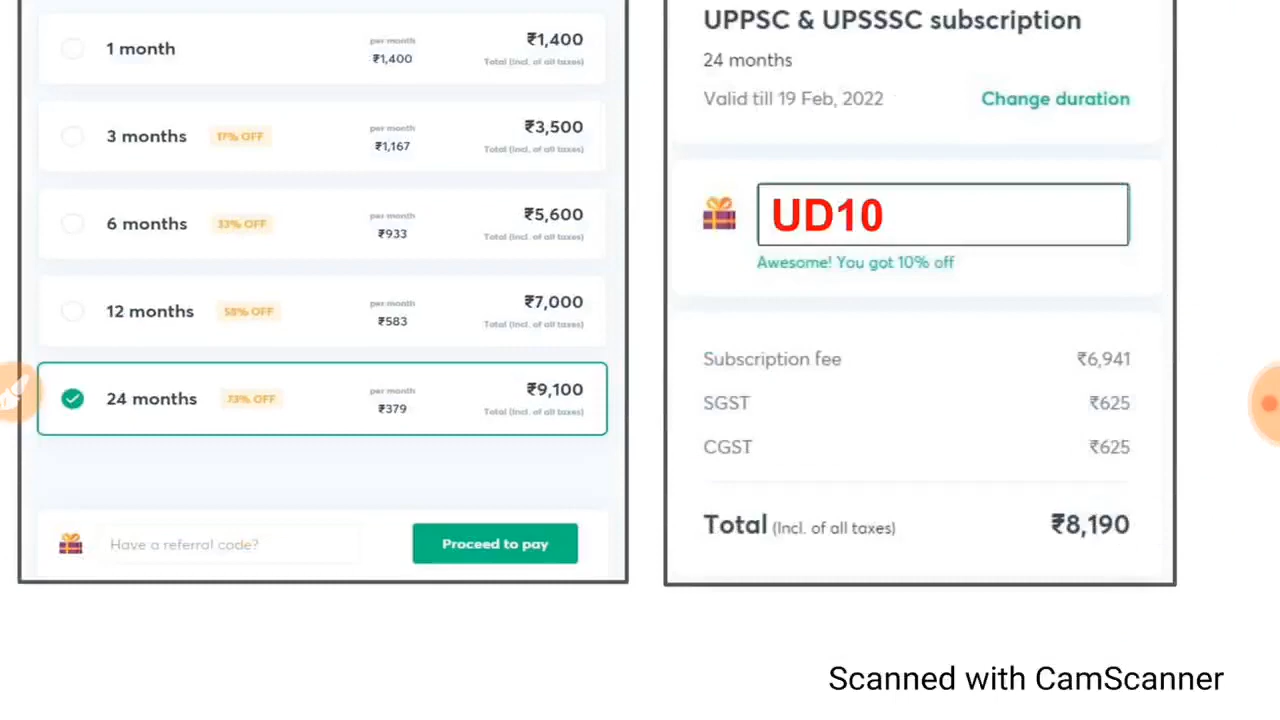 1 month
per month
₹1,400
₹1,400
Total (Incl. of all taxes)
3 months 17% OFF
per month
₹1,167
₹3,500
Total (Incl. of all taxes)
6 months 33% OFF
per month
₹933
₹5,600
Total (Incl. of all taxes)
12 months 58% OFF
per month
₹583
₹7,000
Total (Incl. of all taxes)
24 months 73% OFF
per month
₹379
₹9,100
Total (Incl. of all taxes)
Have a referral code?
Proceed to pay
UPPSC & UPSSSC subscription
24 months
Valid till 19 Feb, 2022 Change duration
UD10
Awesome! You got 10% off
Subscription fee ₹6,941
SGST ₹625
CGST ₹625
Total (Incl. of all taxes) ₹8,190
Scanned with CamScanner